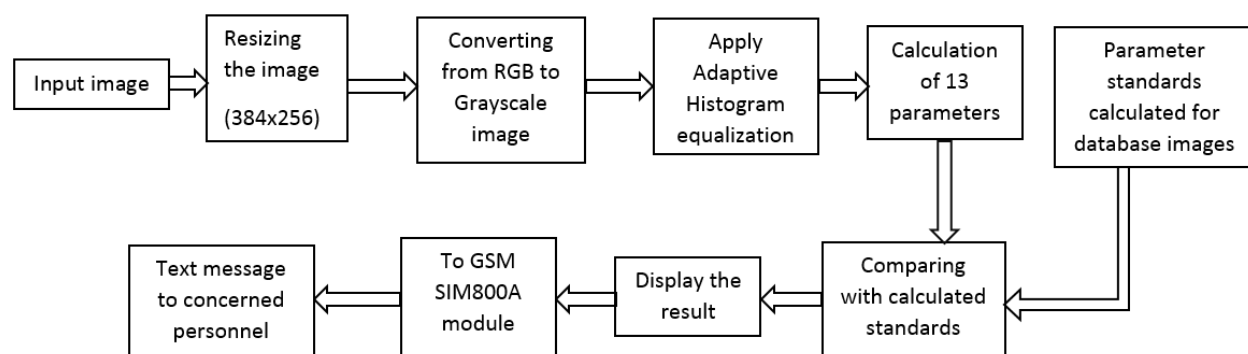 Input image
Resizing
the image
(384x256)
Converting
from RGB to
Grayscale
image
Apply
Adaptive
Histogram
equalization
Calculation
of 13
parameters
Parameter
standards
calculated for
database images
Comparing
with calculated
standards
Display the
result
To GSM
SIM800A
module
Text message
to concerned
personnel